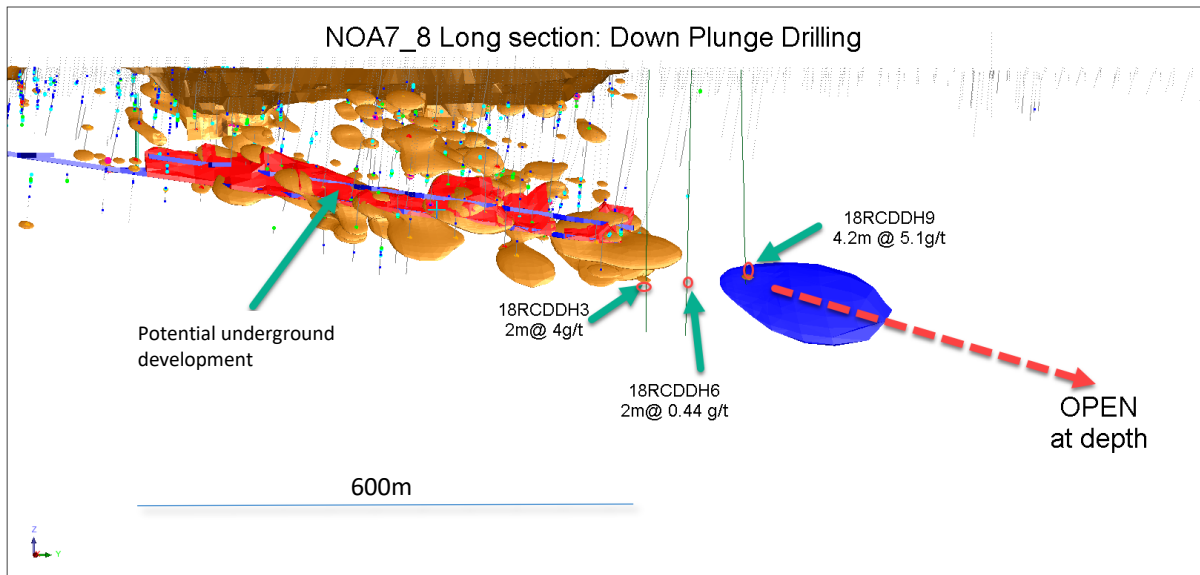 NOA7_8 Long section: Down Plunge Drilling
18RCDDH9
4.2m @ 5.1g/t
18RCDDH3
2m@ 4g/t
Potential underground
development
18RCDDH6
2m@ 0.44 g/t
OPEN
at depth
600m
Z
Y